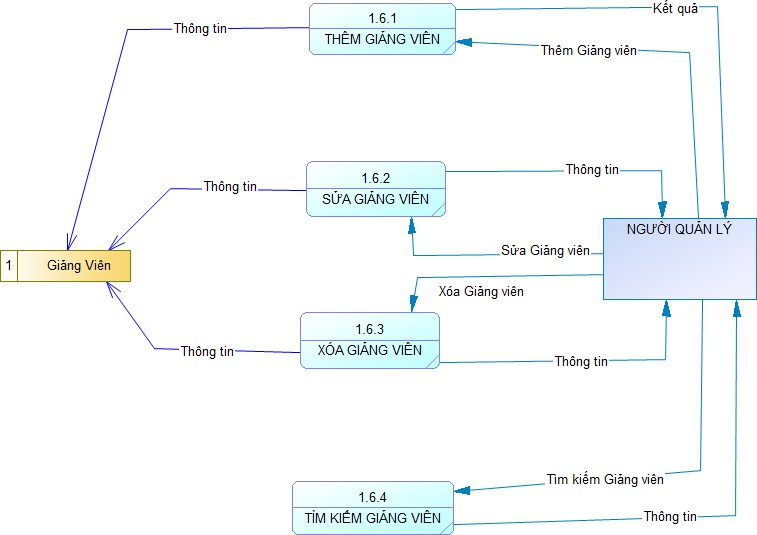 Kết quả
1.6.1
Thông tin
THÊM GIẢNG VIÊN
Thêm Giảng viên
1.6.2
Thông tin
Thông tin
SỬA GIẢNG VIÊN
NGƯỜI QUẢN LÝ
Sửa Giảng viên
1
Giảng Viên
Xóa Giảng viên
1.6.3
Thông tin
XÓA GIẢNG VIÊN
Thông tin
Tìm kiếm Giảng viên
1.6.4
TÌM KIẾM GIẢNG VIÊN
Thông tin